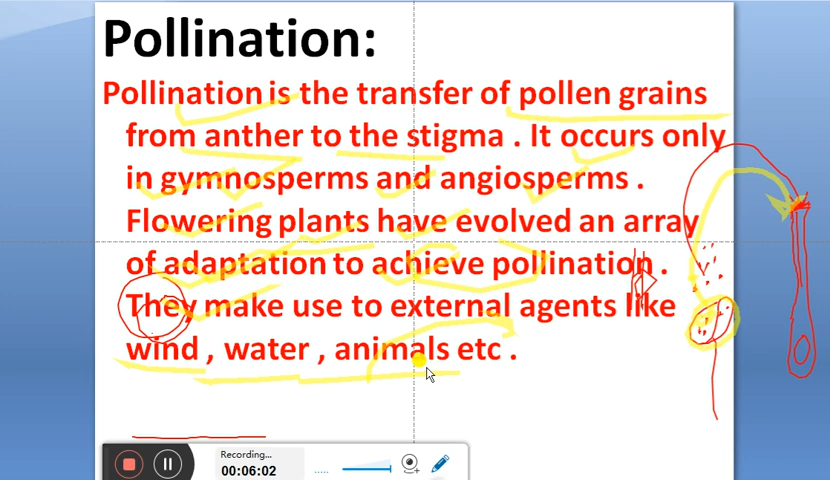 Pollination:
Pollination is the transfer of pollen grains
from anther to the stigma . It occurs only
in gymnosperms and angiosperms .
Flowering plants have evolved an array
of adaptation to achieve pollination .
They make use to external agents like
wind , water , animals etc .
Recording...
00:06:02